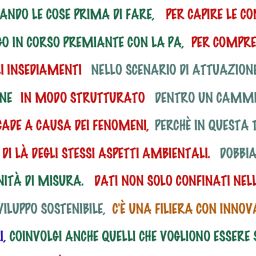 ANDO LE COSE PRIMA DI FARE, PER CAPIRE LE CO
GO IN CORSO PREMIANTE CON LA PA, PER COMPRE
I INSEDIAMENTI NELLO SCENARIO DI ATTUAZIONE
NE IN MODO STRUTTURATO DENTRO UN CAMMI
CADE A CAUSA DEI FENOMENI, PERCHÈ IN QUESTA
DI LÀ DEGLI STESSI ASPETTI AMBIENTALI. DOBBIA
NITÀ DI MISURA. DATI NON SOLO CONFINATI NELL
VILUPPO SOSTENIBILE, C'È UNA FILIERA CON INNOVA
I, COINVOLGI ANCHE QUELLI CHE VOGLIONO ESSERE